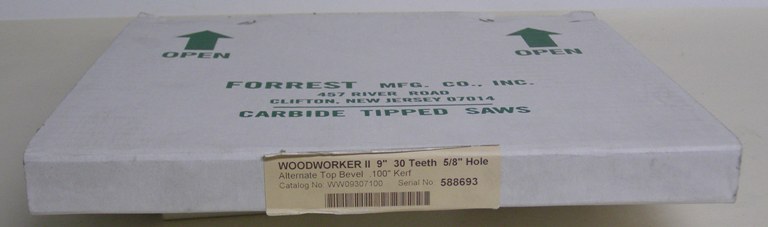 OPEN OPEN
FORREST MFG. CO., INC.
457 RIVER ROAD
CLIFTON, NEW JERSEY 07014
CARBIDE TIPPED SAWS
WOODWORKER II 9" 30 Teeth 5/8" Hole
Alternate Top Bevel .100" Kerf
Catalog No: WW09307100 Serial No: 588693